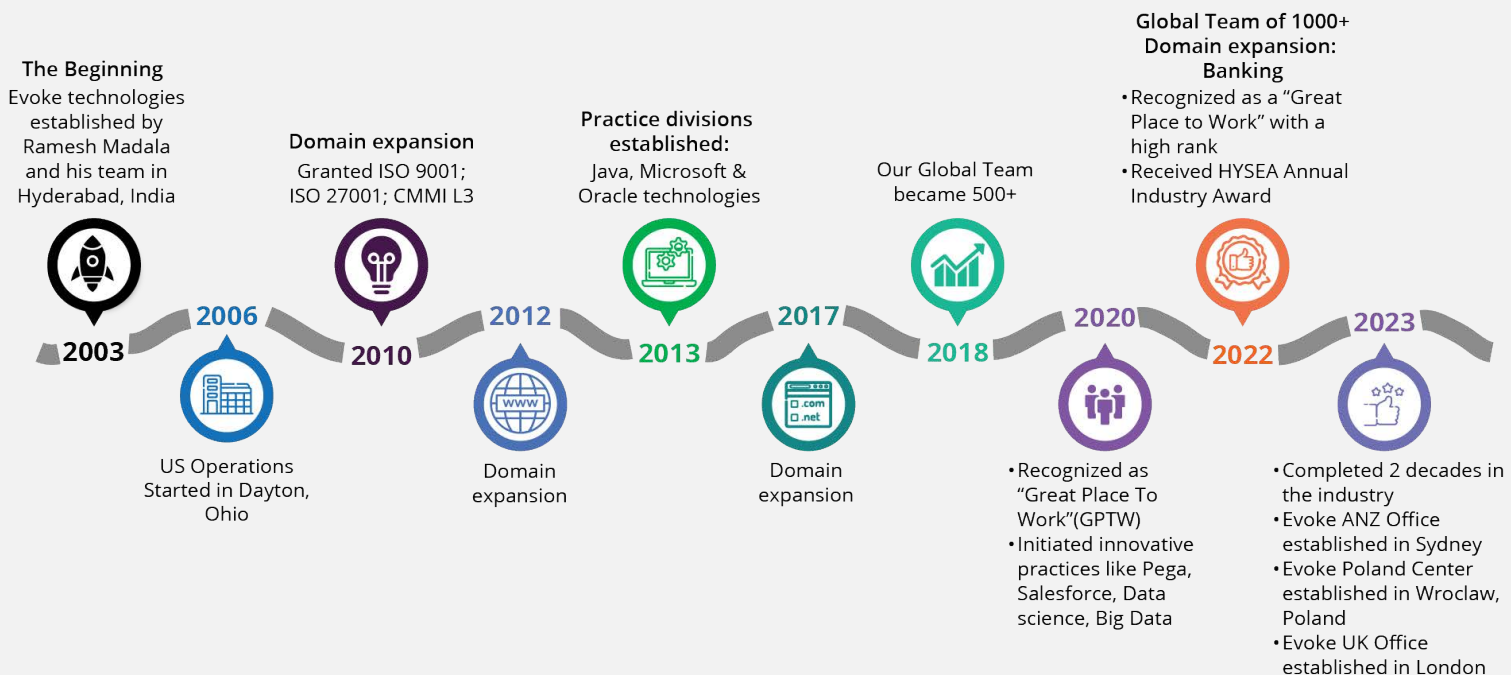 The Beginning
Evoke technologies
established by
Ramesh Madala
and his team in
Hyderabad, India
2003
2006
US Operations
Started in Dayton,
Ohio
Domain expansion
Granted ISO 9001;
ISO 27001; CMMI L3
2010
2012
www
Domain
expansion
Practice divisions
established:
Java, Microsoft &
Oracle technologies
2013
2017
.com
.net
Domain
expansion
Our Global Team
became 500+
2018
2020
•Recognized as
“Great Place To
Work”(GPTW)
•Initiated innovative
practices like Pega,
Salesforce, Data
science, Big Data
Global Team of 1000+
Domain expansion:
Banking
•Recognized as a “Great
Place to Work” with a
high rank
•Received HYSEA Annual
Industry Award
2022
2023
•Completed 2 decades in
the industry
•Evoke ANZ Office
established in Sydney
•Evoke Poland Center
established in Wroclaw,
Poland
•Evoke UK Office
established in London